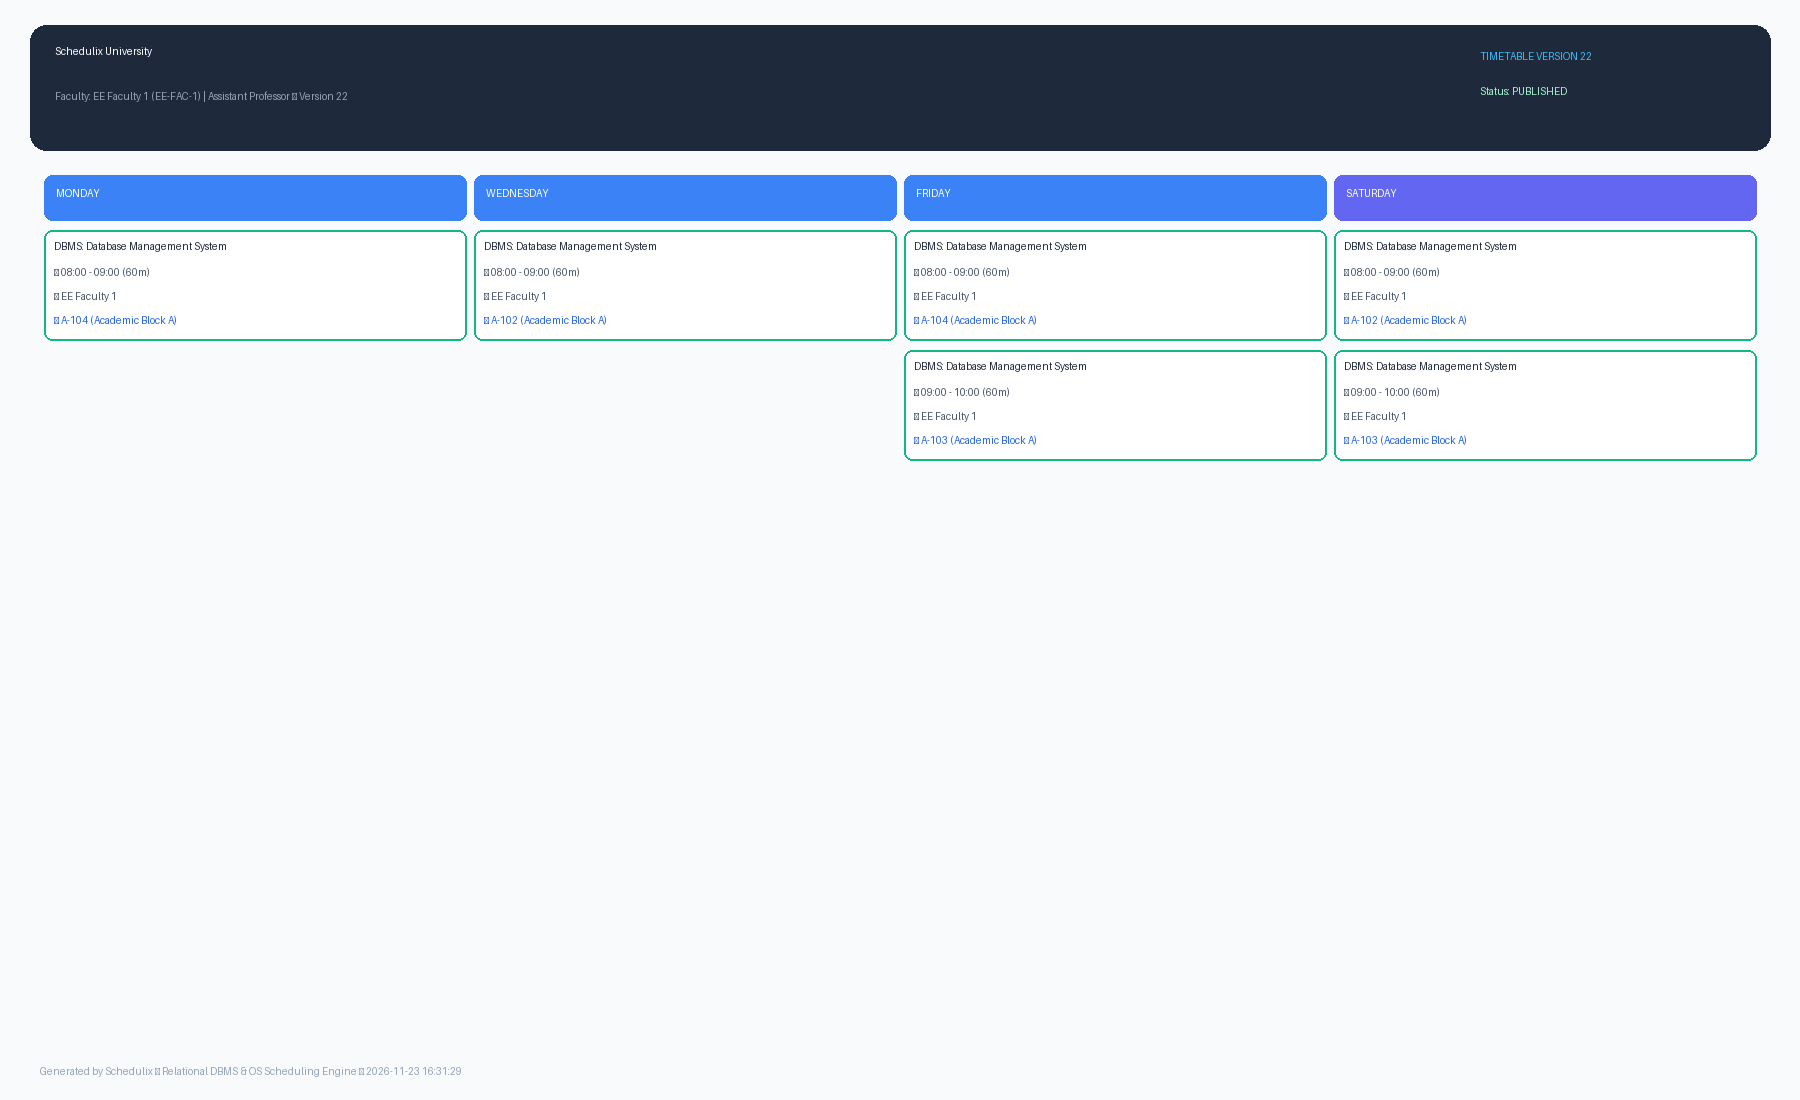 Schedulix University
Faculty: EE Faculty 1 (EE-FAC-1) | Assistant Professor Version 22
TIMETABLE VERSION 22
Status: PUBLISHED
MONDAY
DBMS: Database Management System
08:00 - 09:00 (60m)
EE Faculty 1
A-104 (Academic Block A)
WEDNESDAY
DBMS: Database Management System
08:00 - 09:00 (60m)
EE Faculty 1
A-102 (Academic Block A)
FRIDAY
DBMS: Database Management System
08:00 - 09:00 (60m)
EE Faculty 1
A-104 (Academic Block A)
DBMS: Database Management System
09:00 - 10:00 (60m)
EE Faculty 1
A-103 (Academic Block A)
SATURDAY
DBMS: Database Management System
08:00 - 09:00 (60m)
EE Faculty 1
A-102 (Academic Block A)
DBMS: Database Management System
09:00 - 10:00 (60m)
EE Faculty 1
A-103 (Academic Block A)
Generated by Schedulix Relational DBMS & OS Scheduling Engine 2026-11-23 16:31:29